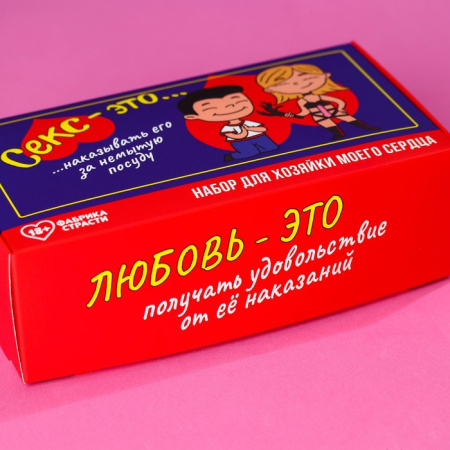 Секс - это...
...наказывать его
за немытую
посуду
НАБОР ДЛЯ ХОЗЯЙКИ МОЕГО СЕРДЦА
18+
ФАБРИКА
СТРАСТИ
ЛЮБОВЬ - ЭТО
получать удовольствие
от её наказаний